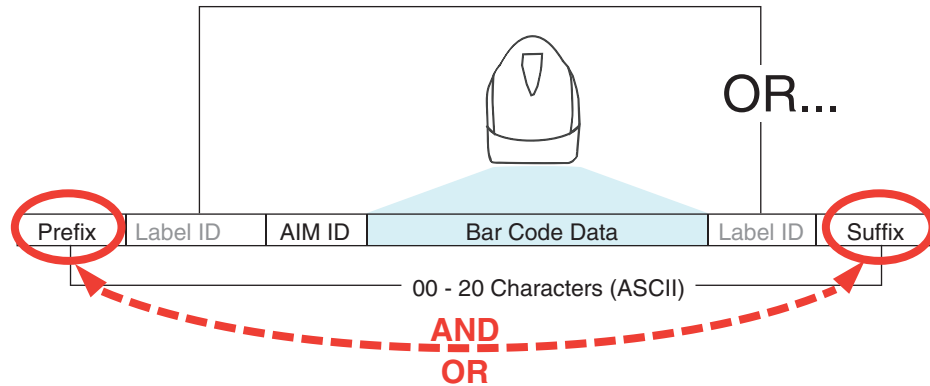 OR...
Prefix Label ID AIM ID Bar Code Data Label ID Suffix
00 - 20 Characters (ASCII)
AND
OR